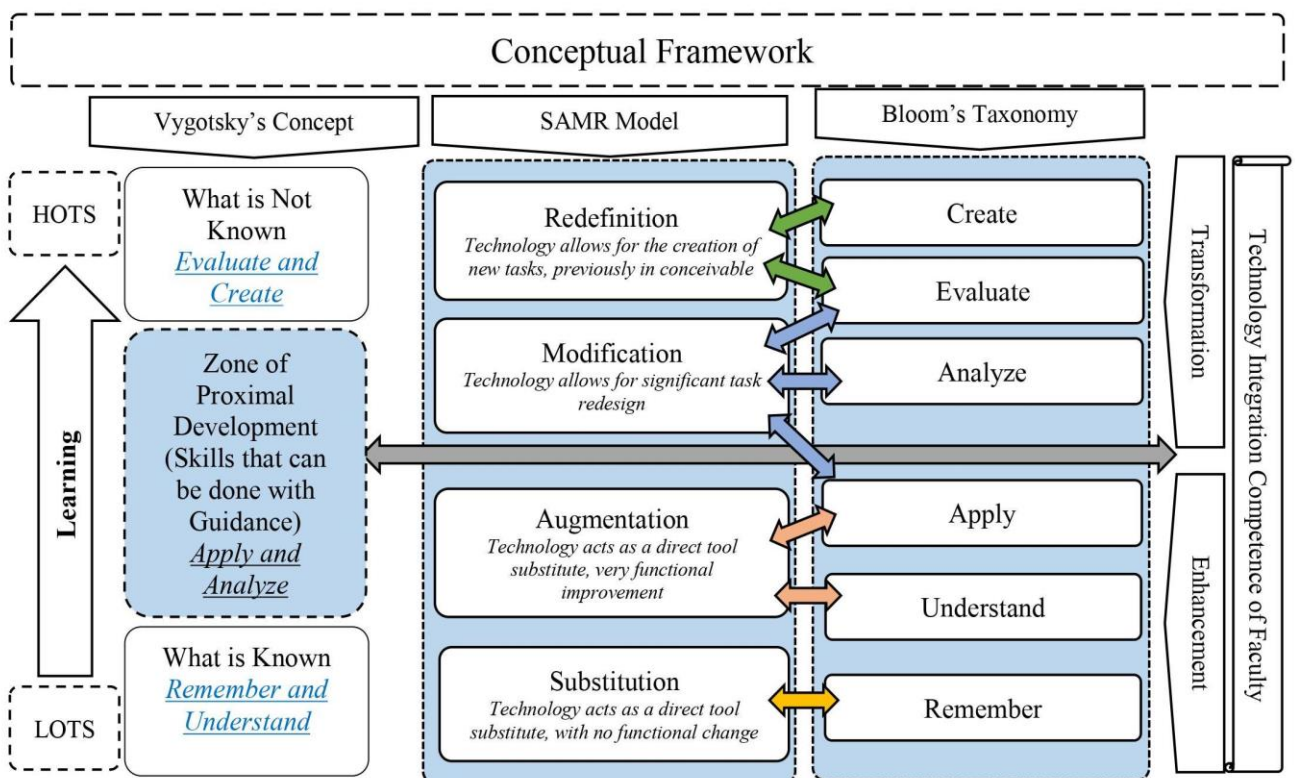 Conceptual Framework
Vygotsky's Concept
SAMR Model
Bloom's Taxonomy
HOTS
Learning
LOTS
What is Not
Known
Evaluate and
Create
Zone of
Proximal
Development
(Skills that can
be done with
Guidance)
Apply and
Analyze
What is Known
Remember and
Understand
Redefinition
Technology allows for the creation of
new tasks, previously in conceivable
Modification
Technology allows for significant task
redesign
Augmentation
Technology acts as a direct tool
substitute, very functional
improvement
Substitution
Technology acts as a direct tool
substitute, with no functional change
Create
Evaluate
Analyze
Apply
Understand
Remember
Transformation
Enhancement
Technology Integration Competence of Faculty